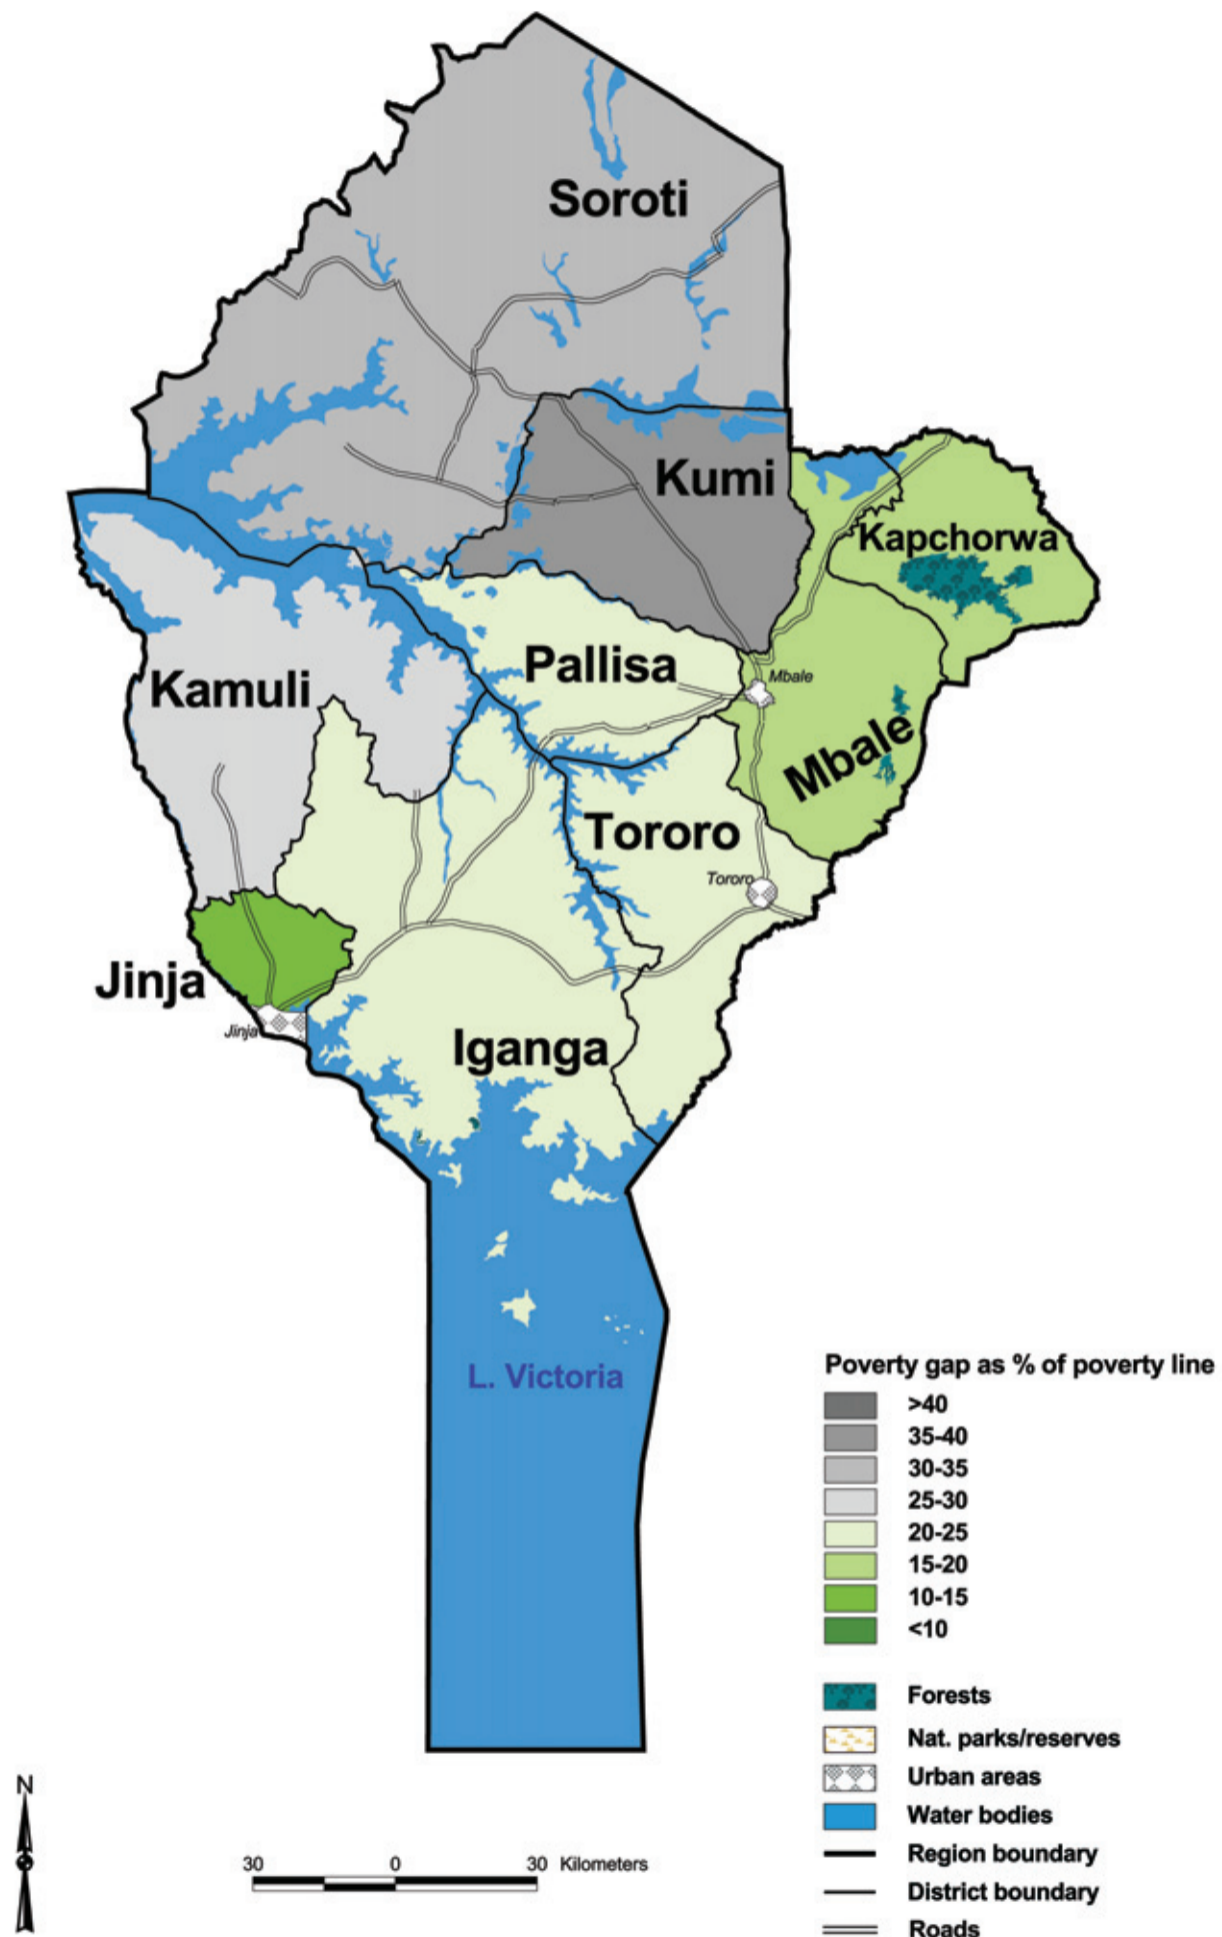 Soroti
Kumi
Kapchorwa
Pallisa
Mbale
Kamuli
Mbale
Tororo
Tororo
Jinja
Jinja
Iganga
L. Victoria
Poverty gap as % of poverty line
>40
35-40
30-35
25-30
20-25
15-20
10-15
<10
Forests
Nat. parks/reserves
Urban areas
Water bodies
Region boundary
District boundary
Roads
N
30 0 30 Kilometers